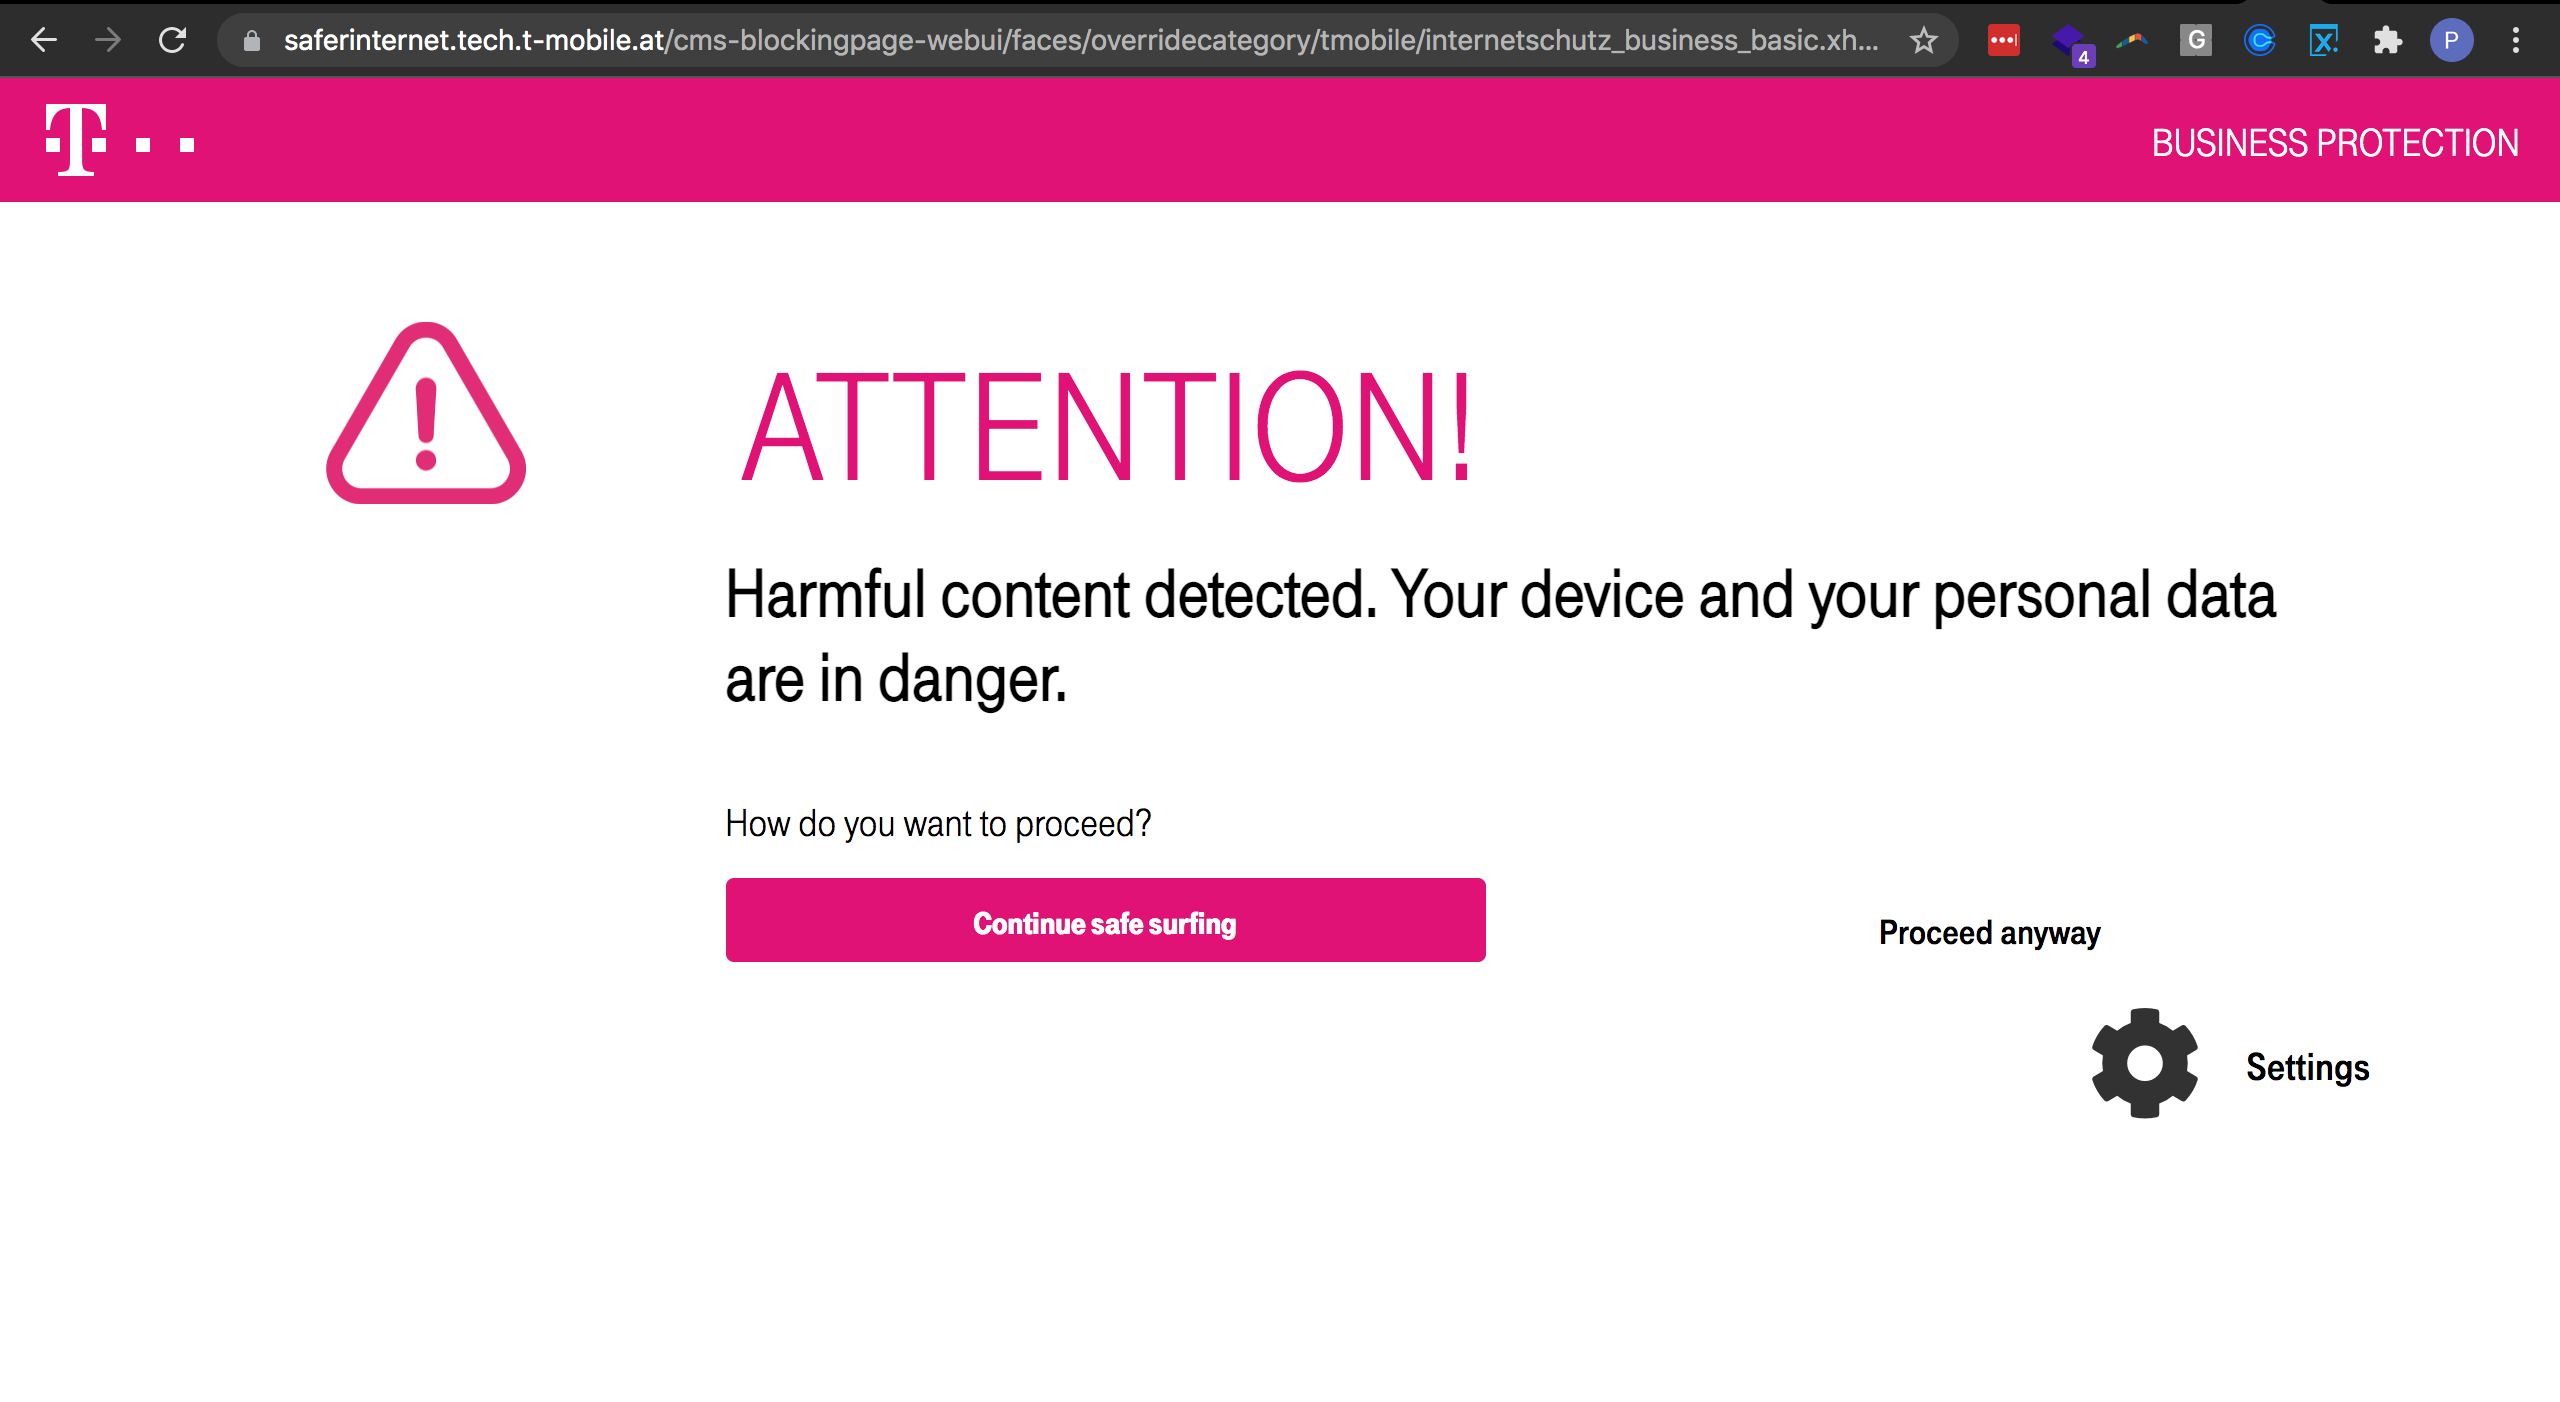 saferinternet.tech.t-mobile.at/cms-blockingpage-webui/faces/overridecategory/tmobile/internetschutz_business_basic.xh...
4
G
C
X
P
T
BUSINESS PROTECTION
ATTENTION!
Harmful content detected. Your device and your personal data
are in danger.
How do you want to proceed?
Continue safe surfing
Proceed anyway
Settings